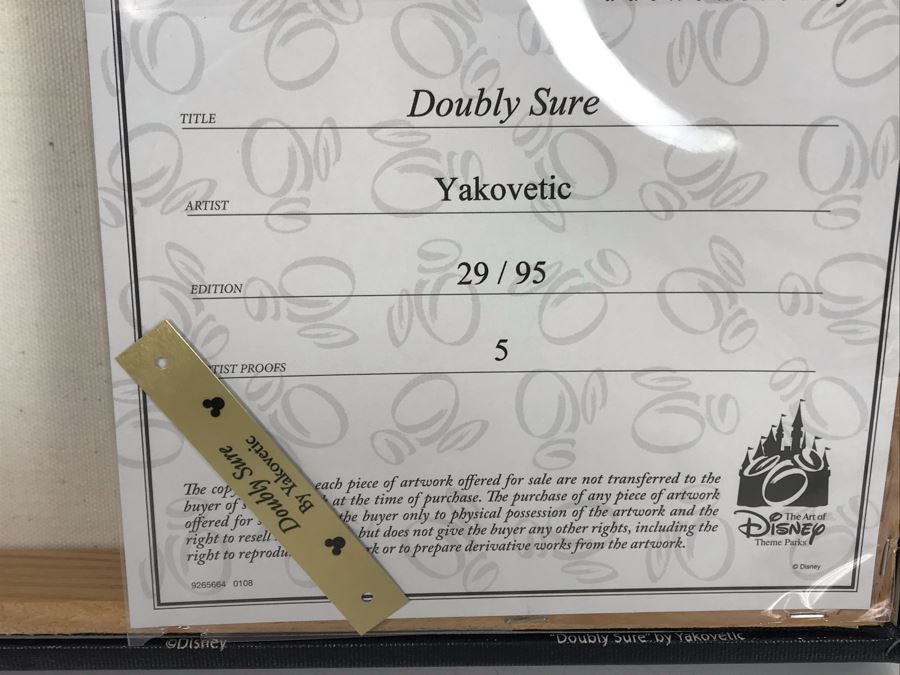 TITLE Doubly Sure
ARTIST Yakovetic
EDITION 29 / 95
TIST PROOFS 5
The cop each piece of artwork offered for sale are not transferred to the
buyer of s at the time of purchase. The purchase of any piece of artwork
offered for s the buyer only to physical possession of the artwork and the
right to resell but does not give the buyer any other rights, including the
right to reprodu rk or to prepare derivative works from the artwork.
9265664 0108
The Art of
Disney
Theme Parks
© Disney
Doubly Sure
By Yakovetic
©Disney
"Doubly Sure" by Yakovetic